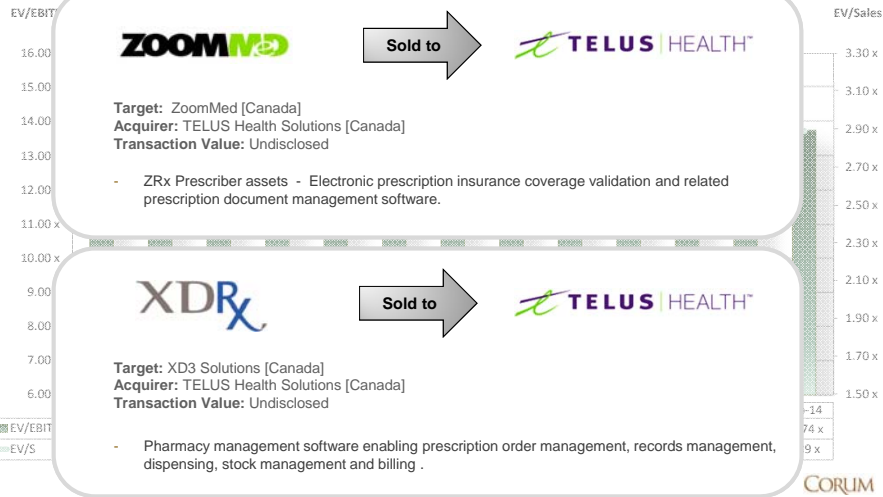 EV/EBIT
EV/Sales
16.00
15.00
14.00
13.00
12.00
11.00 x
10.00 x
9.00
8.00
7.00
6.00
3.30 x
3.10 x
2.90 x
2.70 x
2.50 x
2.30 x
2.10 x
1.90 x
1.70 x
1.50 x
ZOOMMED
Sold to
TELUS HEALTH™
Target: ZoomMed [Canada]
Acquirer: TELUS Health Solutions [Canada]
Transaction Value: Undisclosed
- ZRx Prescriber assets - Electronic prescription insurance coverage validation and related
prescription document management software.
XDRx
Sold to
TELUS HEALTH™
Target: XD3 Solutions [Canada]
Acquirer: TELUS Health Solutions [Canada]
Transaction Value: Undisclosed
- Pharmacy management software enabling prescription order management, records management,
dispensing, stock management and billing .
-14
EV/EBIT
74 x
EV/S
9 x
CORUM